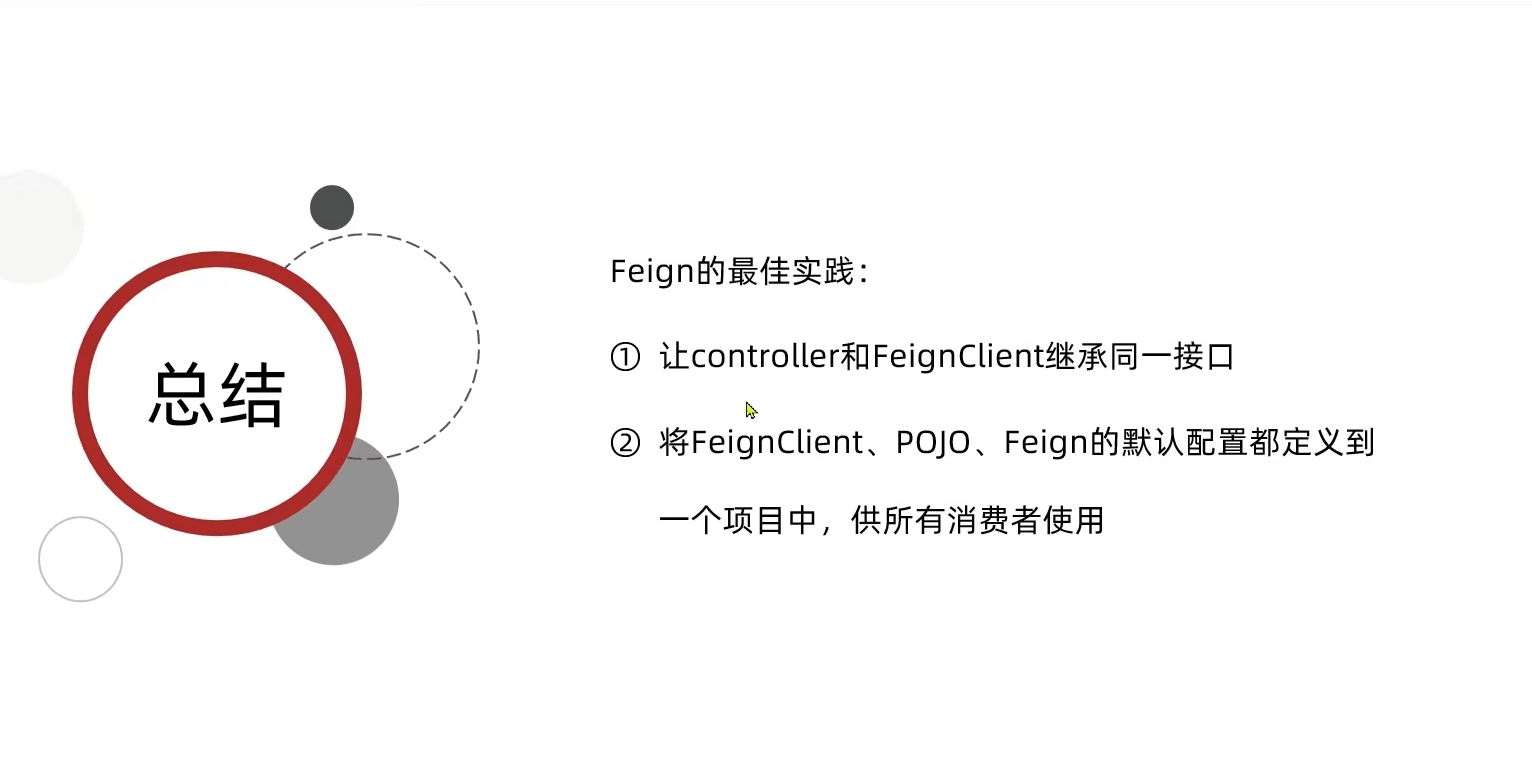 总结
Feign的最佳实践：
① 让controller和FeignClient继承同一接口
② 将FeignClient、POJO、Feign的默认配置都定义到
一个项目中，供所有消费者使用